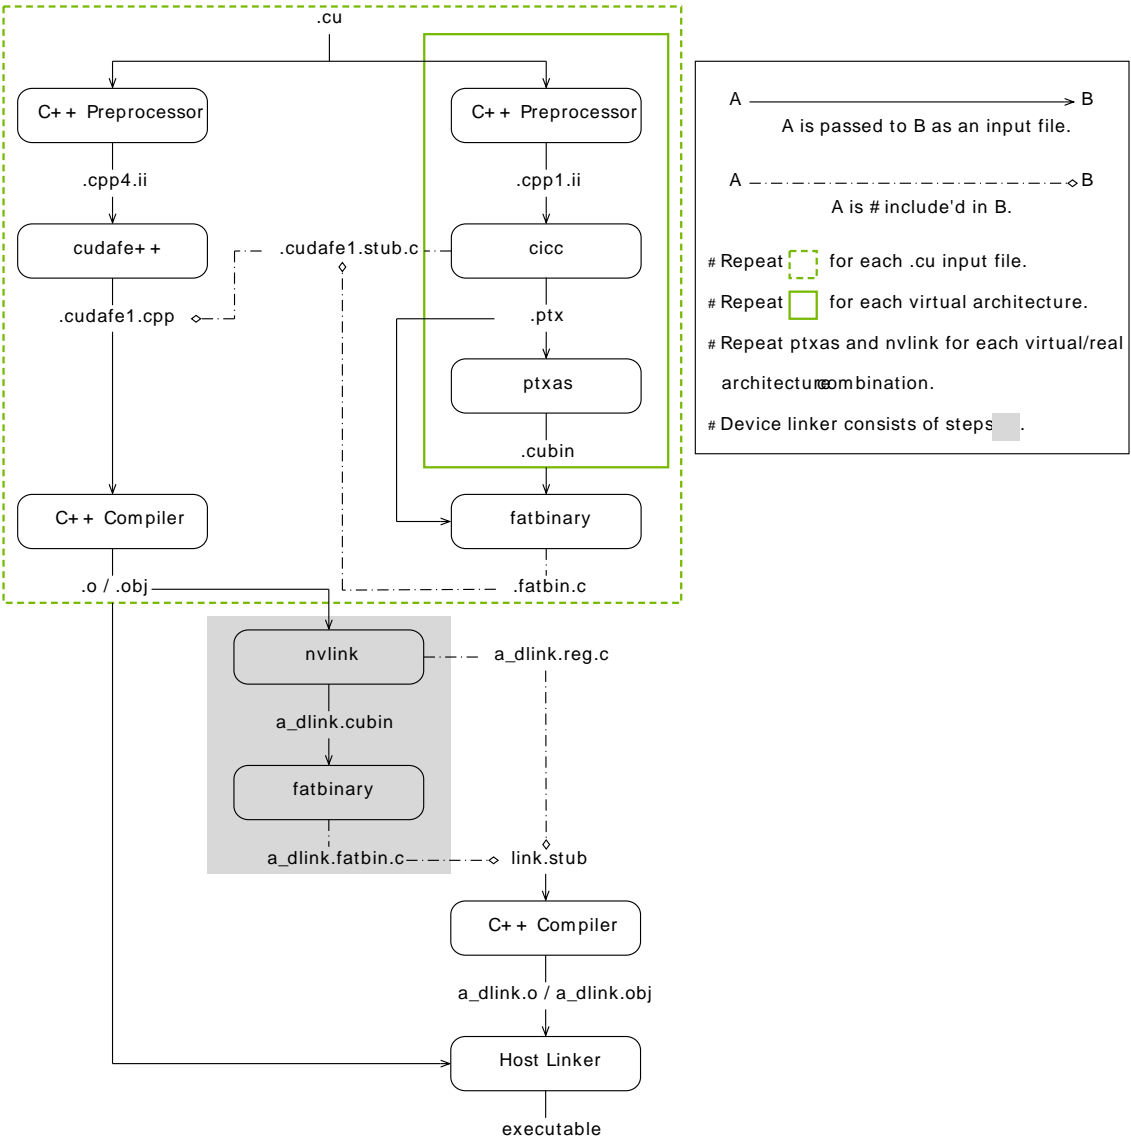 .cu
C++ Preprocessor
C++ Preprocessor
.cpp4.ii
.cpp1.ii
cudafe++
.cudafe1.stub.c
cicc
.cudafe1.cpp
.ptx
ptxas
.cubin
C++ Compiler
fatbinary
.o / .obj
.fatbin.c
nvlink
a_dlink.reg.c
a_dlink.cubin
fatbinary
a_dlink.fatbin.c
link.stub
C++ Compiler
a_dlink.o / a_dlink.obj
Host Linker
executable
A B
A is passed to B as an input file.
A B
A is #include'd in B.
# Repeat for each .cu input file.
# Repeat for each virtual architecture.
# Repeat ptxas and nvlink for each virtual/real
architecture combination.
# Device linker consists of steps .